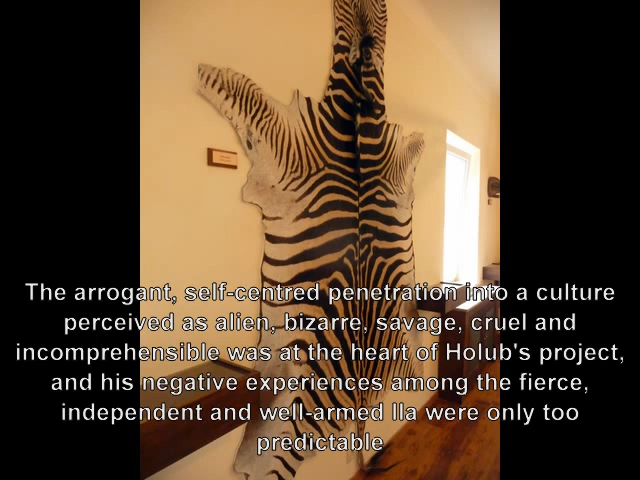 The arrogant, self-centred penetration into a culture
perceived as alien, bizarre, savage, cruel and
incomprehensible was at the heart of Holub's project,
and his negative experiences among the fierce,
independent and well-armed Ila were only too
predictable